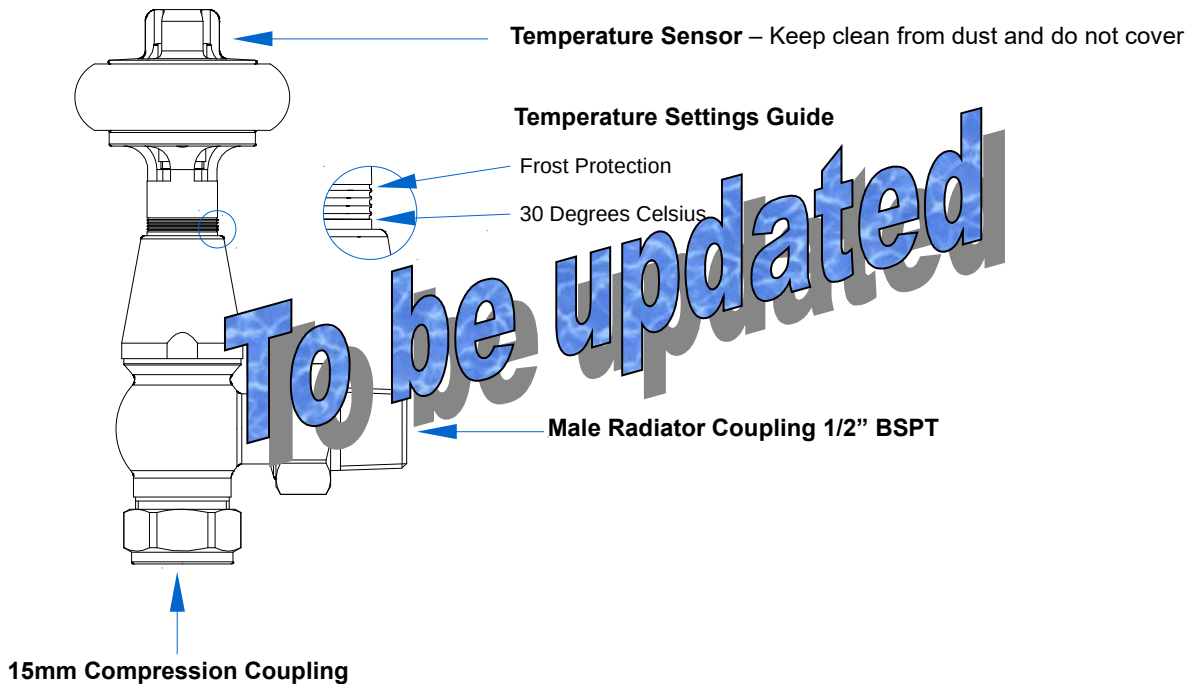 Temperature Sensor – Keep clean from dust and do not cover
Temperature Settings Guide
Frost Protection
30 Degrees Celsius
To be updated
Male Radiator Coupling 1/2” BSPT
15mm Compression Coupling